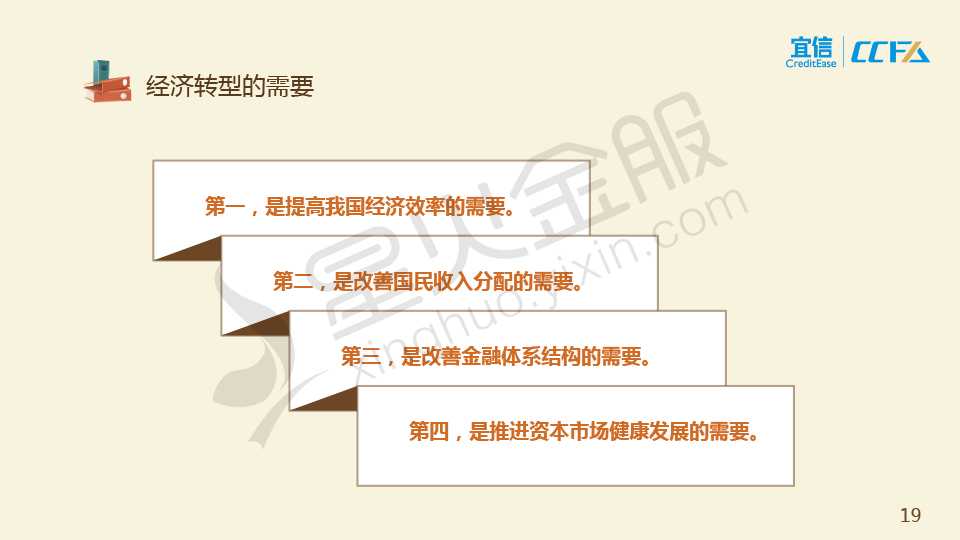 宜信
CreditEase
CCFA
经济转型的需要
第一，是提高我国经济效率的需要。
第二，是改善国民收入分配的需要。
第三，是改善金融体系结构的需要。
第四，是推进资本市场健康发展的需要。
星火金服
xinghuo.yixin.com
19